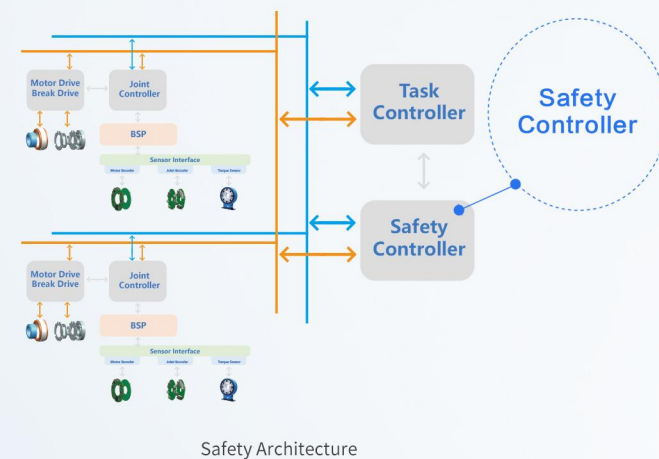 Motor Drive
Break Drive
Joint
Controller
BSP
Sensor Interface
Motor Encoder
Joint Encoder
Torque Sensor
Task
Controller
Safety
Controller
Safety
Controller
Motor Drive
Break Drive
Joint
Controller
BSP
Sensor Interface
Motor Encoder
Joint Encoder
Torque Sensor
Safety Architecture